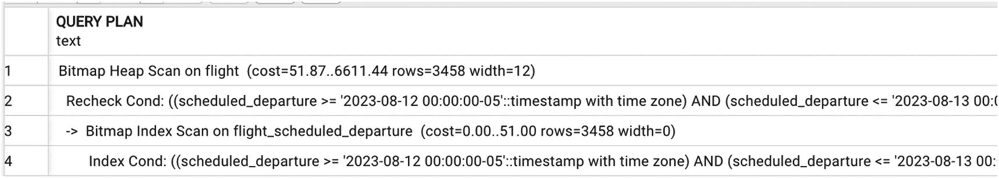 QUERY PLAN
text
1 Bitmap Heap Scan on flight (cost=51.87..6611.44 rows=3458 width=12)
2 Recheck Cond: ((scheduled_departure >= '2023-08-12 00:00:00-05'::timestamp with time zone) AND (scheduled_departure <= '2023-08-13 00:0
3 -> Bitmap Index Scan on flight_scheduled_departure (cost=0.00..51.00 rows=3458 width=0)
4 Index Cond: ((scheduled_departure >= '2023-08-12 00:00:00-05'::timestamp with time zone) AND (scheduled_departure <= '2023-08-13 00: